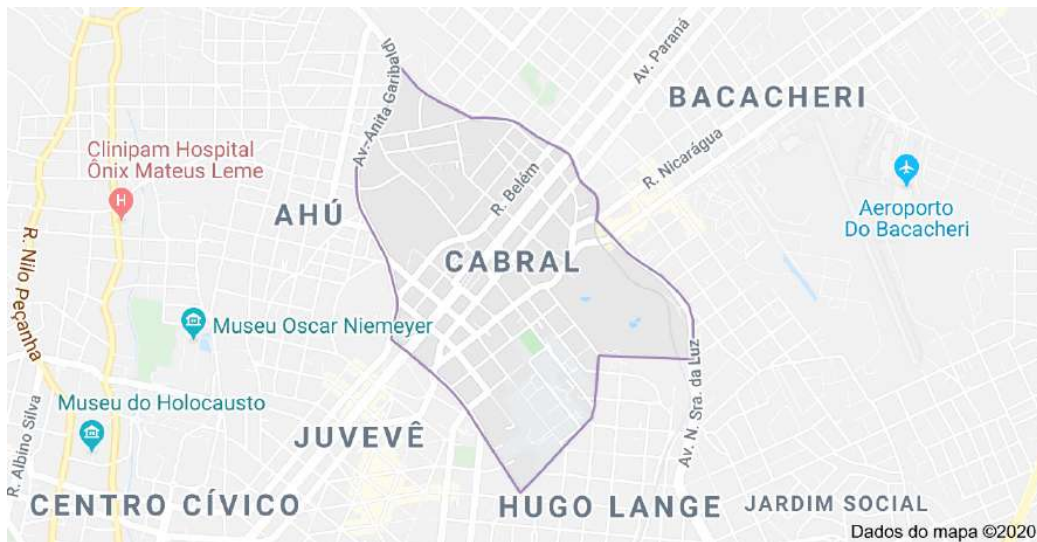 Av. Paraná
BACACHERI
Av. Anita Garibaldi
Clinipam Hospital
Ônix Mateus Leme
H
R. Nicarágua
R. Belém
Aeroporto
Do Bacacheri
AHÚ
CABRAL
R. Nilo Peçanha
Museu Oscar Niemeyer
Museu do Holocausto
R. Albino Silva
JUVEVÊ
Av. N. Sra. da Luz
CENTRO CÍVICO
HUGO LANGE
JARDIM SOCIAL
Dados do mapa ©2020